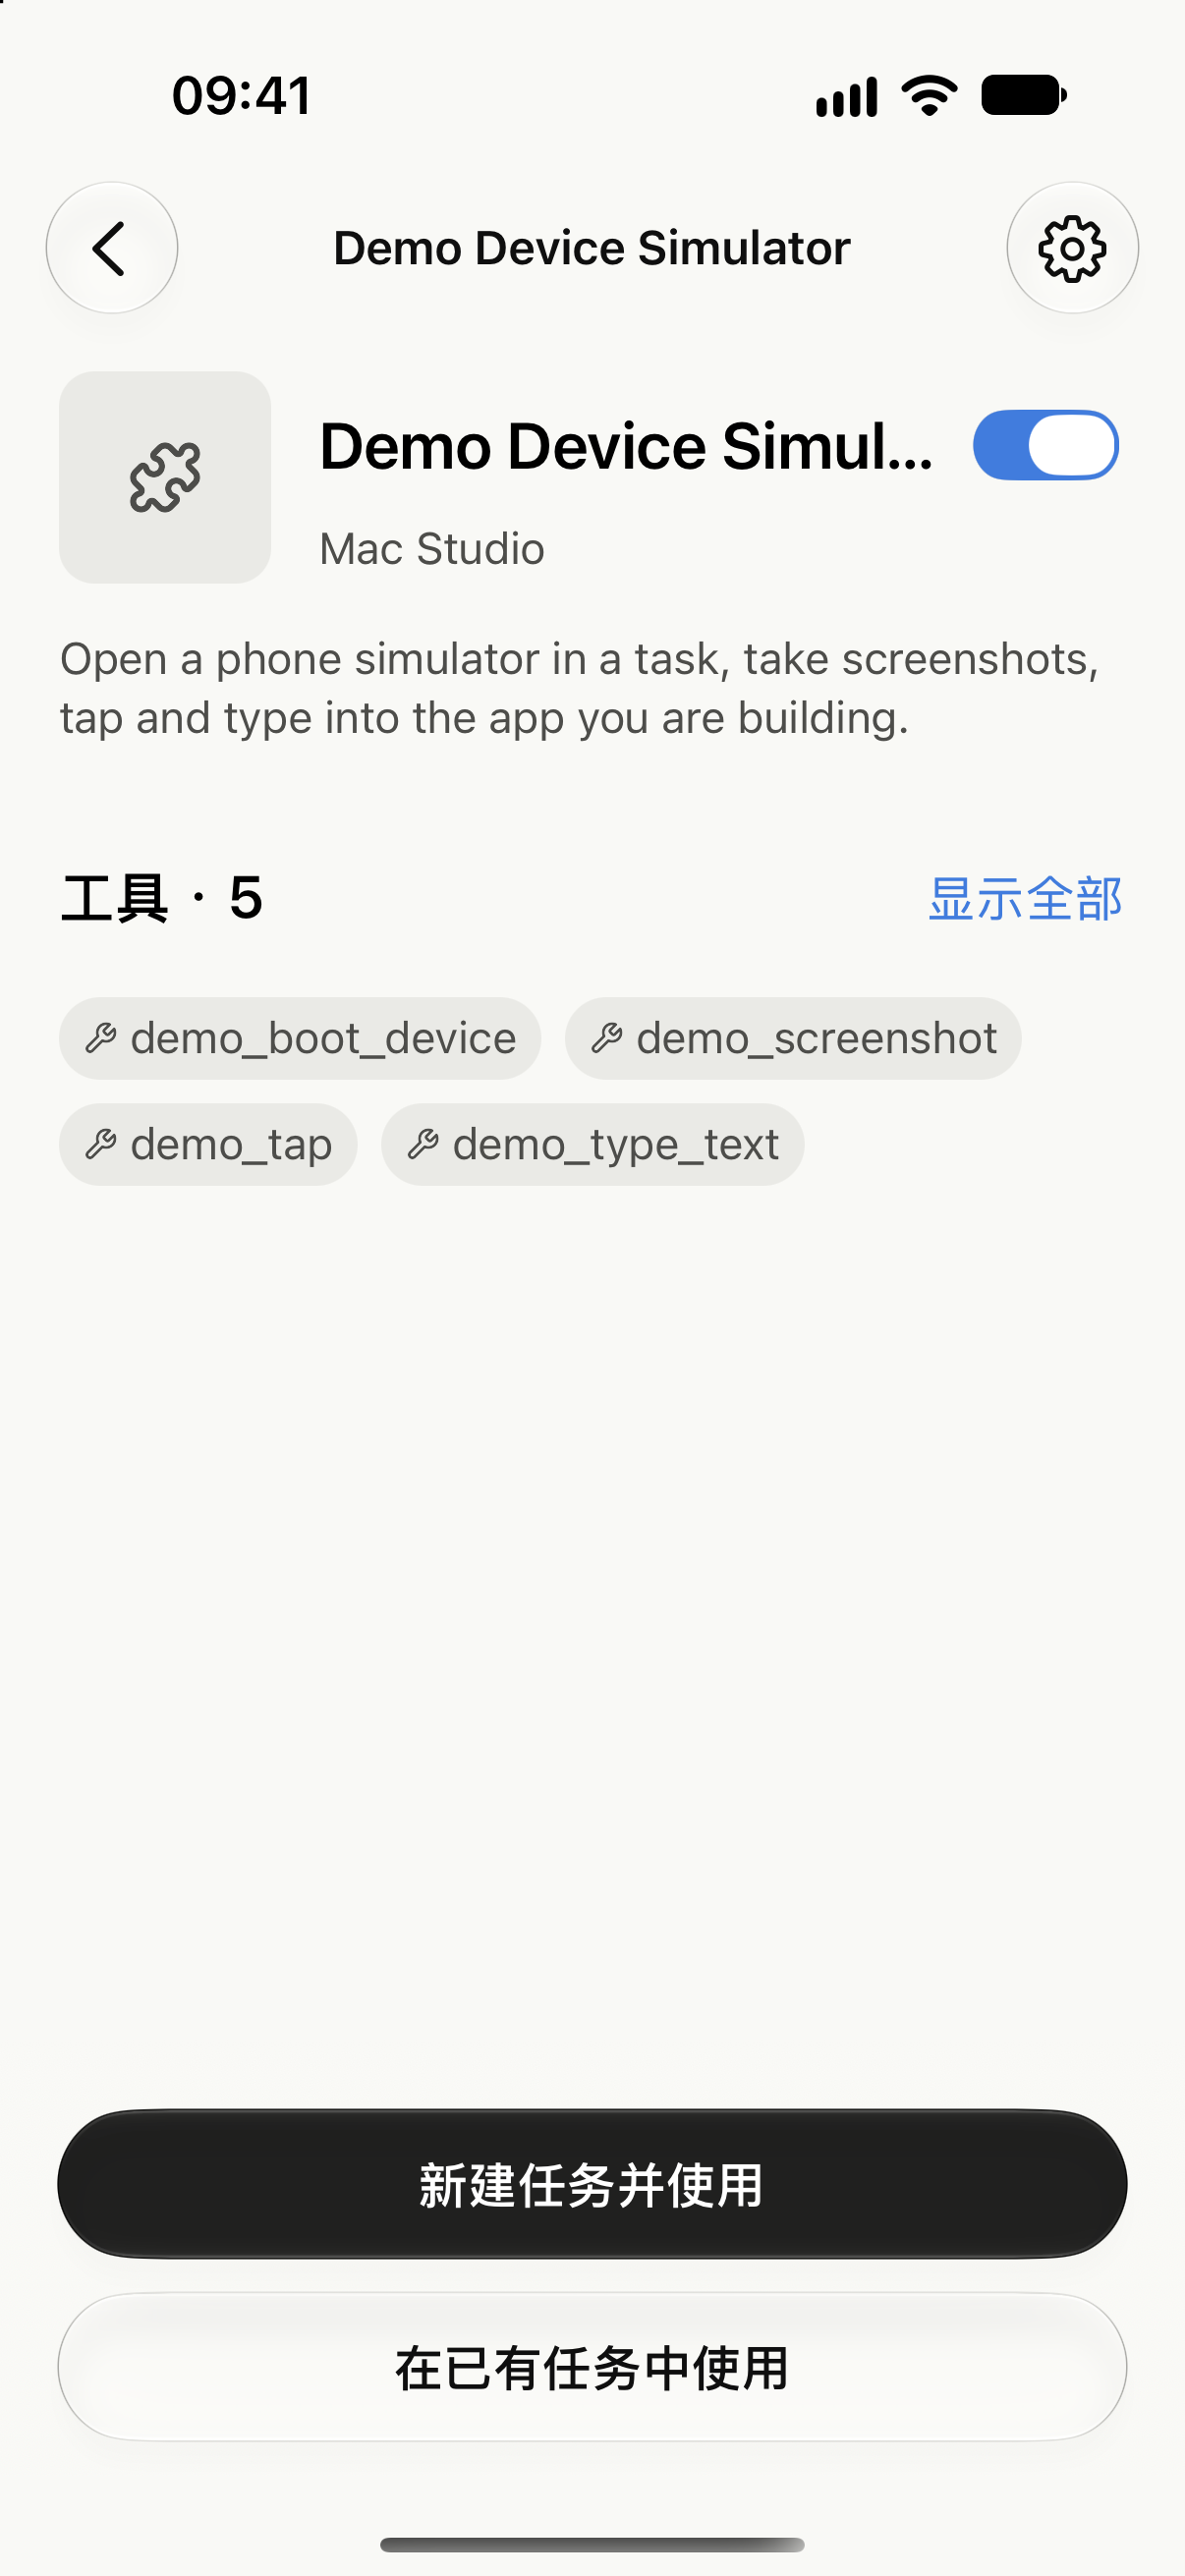 09:41
Demo Device Simulator
Demo Device Simul...
Mac Studio
Open a phone simulator in a task, take screenshots,
tap and type into the app you are building.
工具 · 5
显示全部
demo_boot_device
demo_screenshot
demo_tap
demo_type_text
新建任务并使用
在已有任务中使用